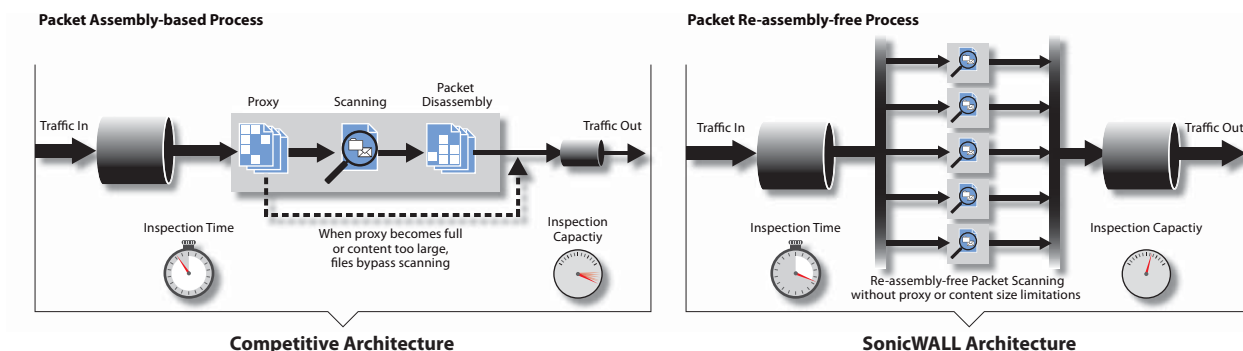 Packet Assembly-based Process
Traffic In
Proxy
Scanning
Packet
Disassembly
Traffic Out
When proxy becomes full
or content too large,
files bypass scanning
Inspection Time
Inspection
Capactiy
Competitive Architecture
Packet Re-assembly-free Process
Traffic In
Traffic Out
Inspection Time
Inspection Capactiy
Re-assembly-free Packet Scanning
without proxy or content size limitations
SonicWALL Architecture